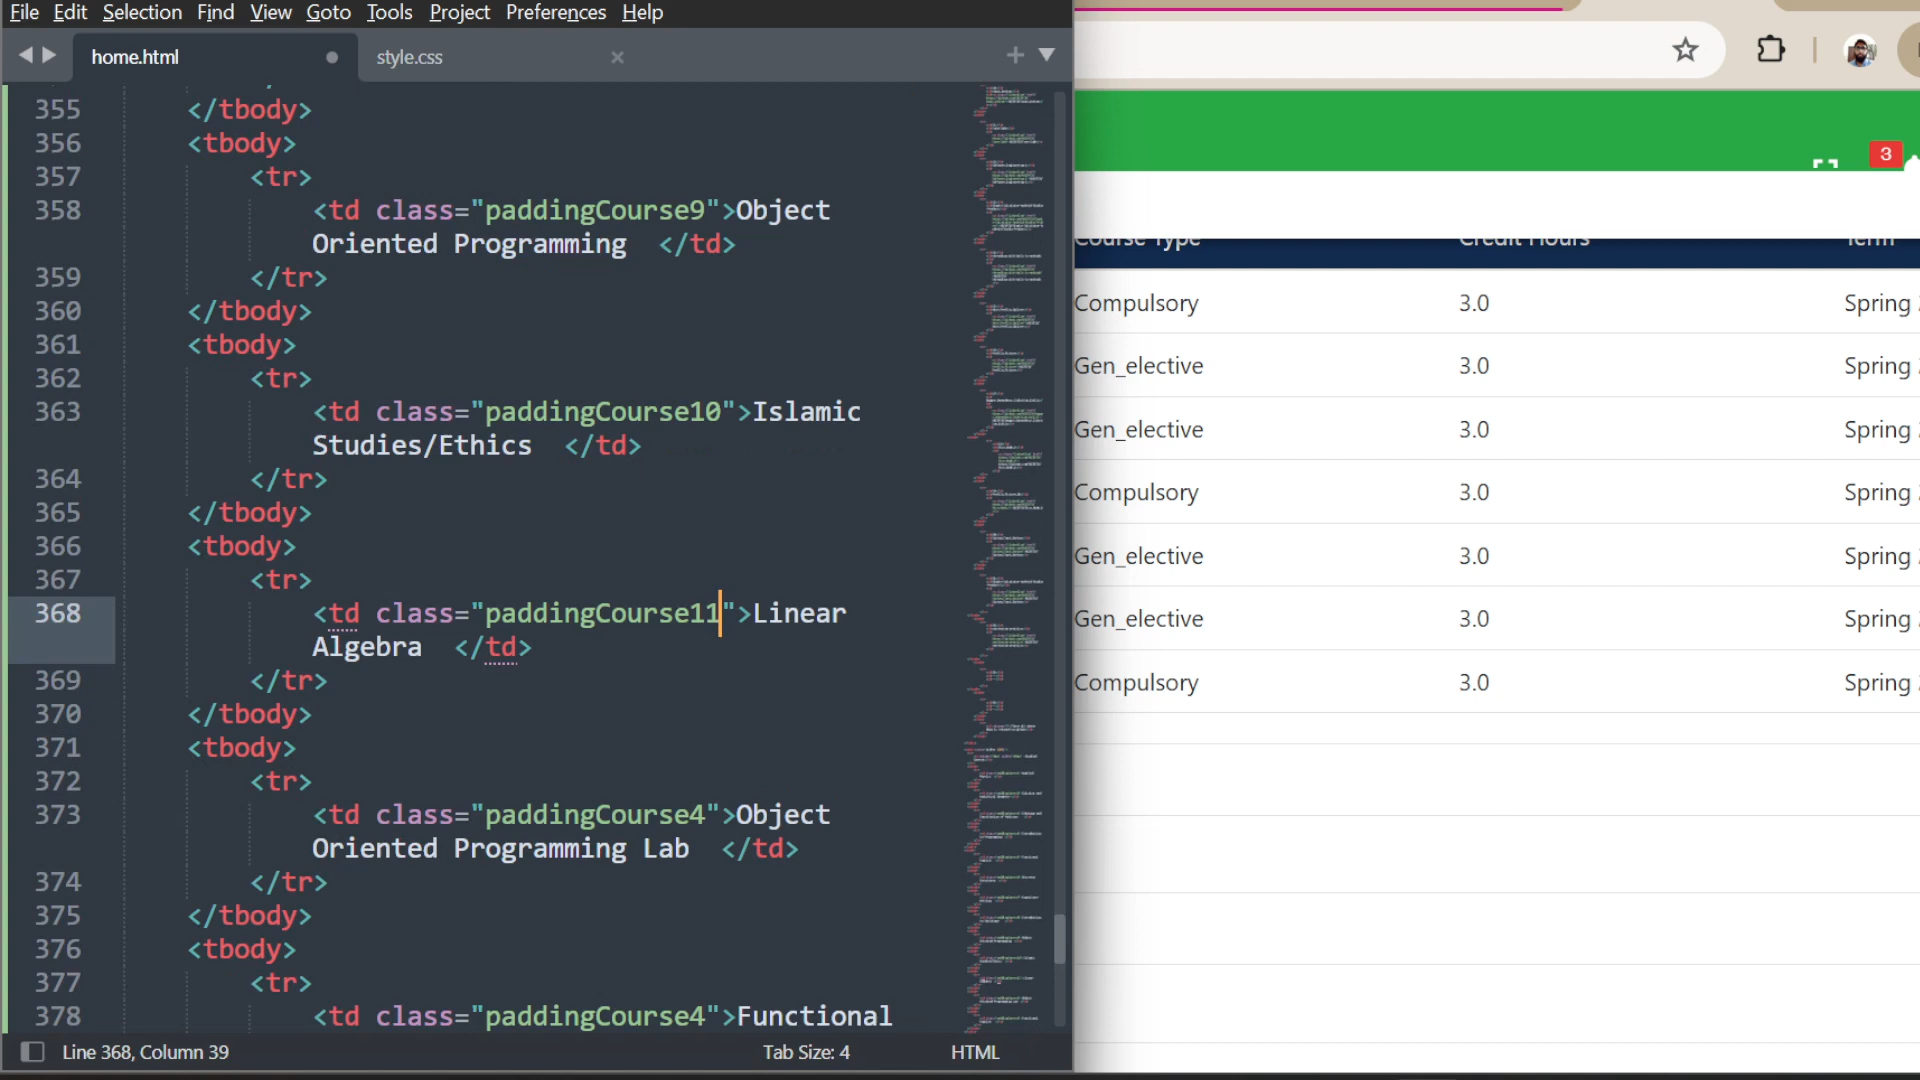 File Edit Selection Find View Goto Tools Project Preferences Help
home.html style.css
355 </tbody>
356 <tbody>
357 <tr>
358 <td class="paddingCourse9">Object
Oriented Programming </td>
359 </tr>
360 </tbody>
361 <tbody>
362 <tr>
363 <td class="paddingCourse10">Islamic
Studies/Ethics </td>
364 </tr>
365 </tbody>
366 <tbody>
367 <tr>
368 <td class="paddingCourse11">Linear
Algebra </td>
369 </tr>
370 </tbody>
371 <tbody>
372 <tr>
373 <td class="paddingCourse4">Object
Oriented Programming Lab </td>
374 </tr>
375 </tbody>
376 <tbody>
377 <tr>
378 <td class="paddingCourse4">Functional
Line 368, Column 39 Tab Size: 4 HTML
3
Course Type Credit Hours Term
Compulsory 3.0 Spring
Gen_elective 3.0 Spring
Gen_elective 3.0 Spring
Compulsory 3.0 Spring
Gen_elective 3.0 Spring
Gen_elective 3.0 Spring
Compulsory 3.0 Spring